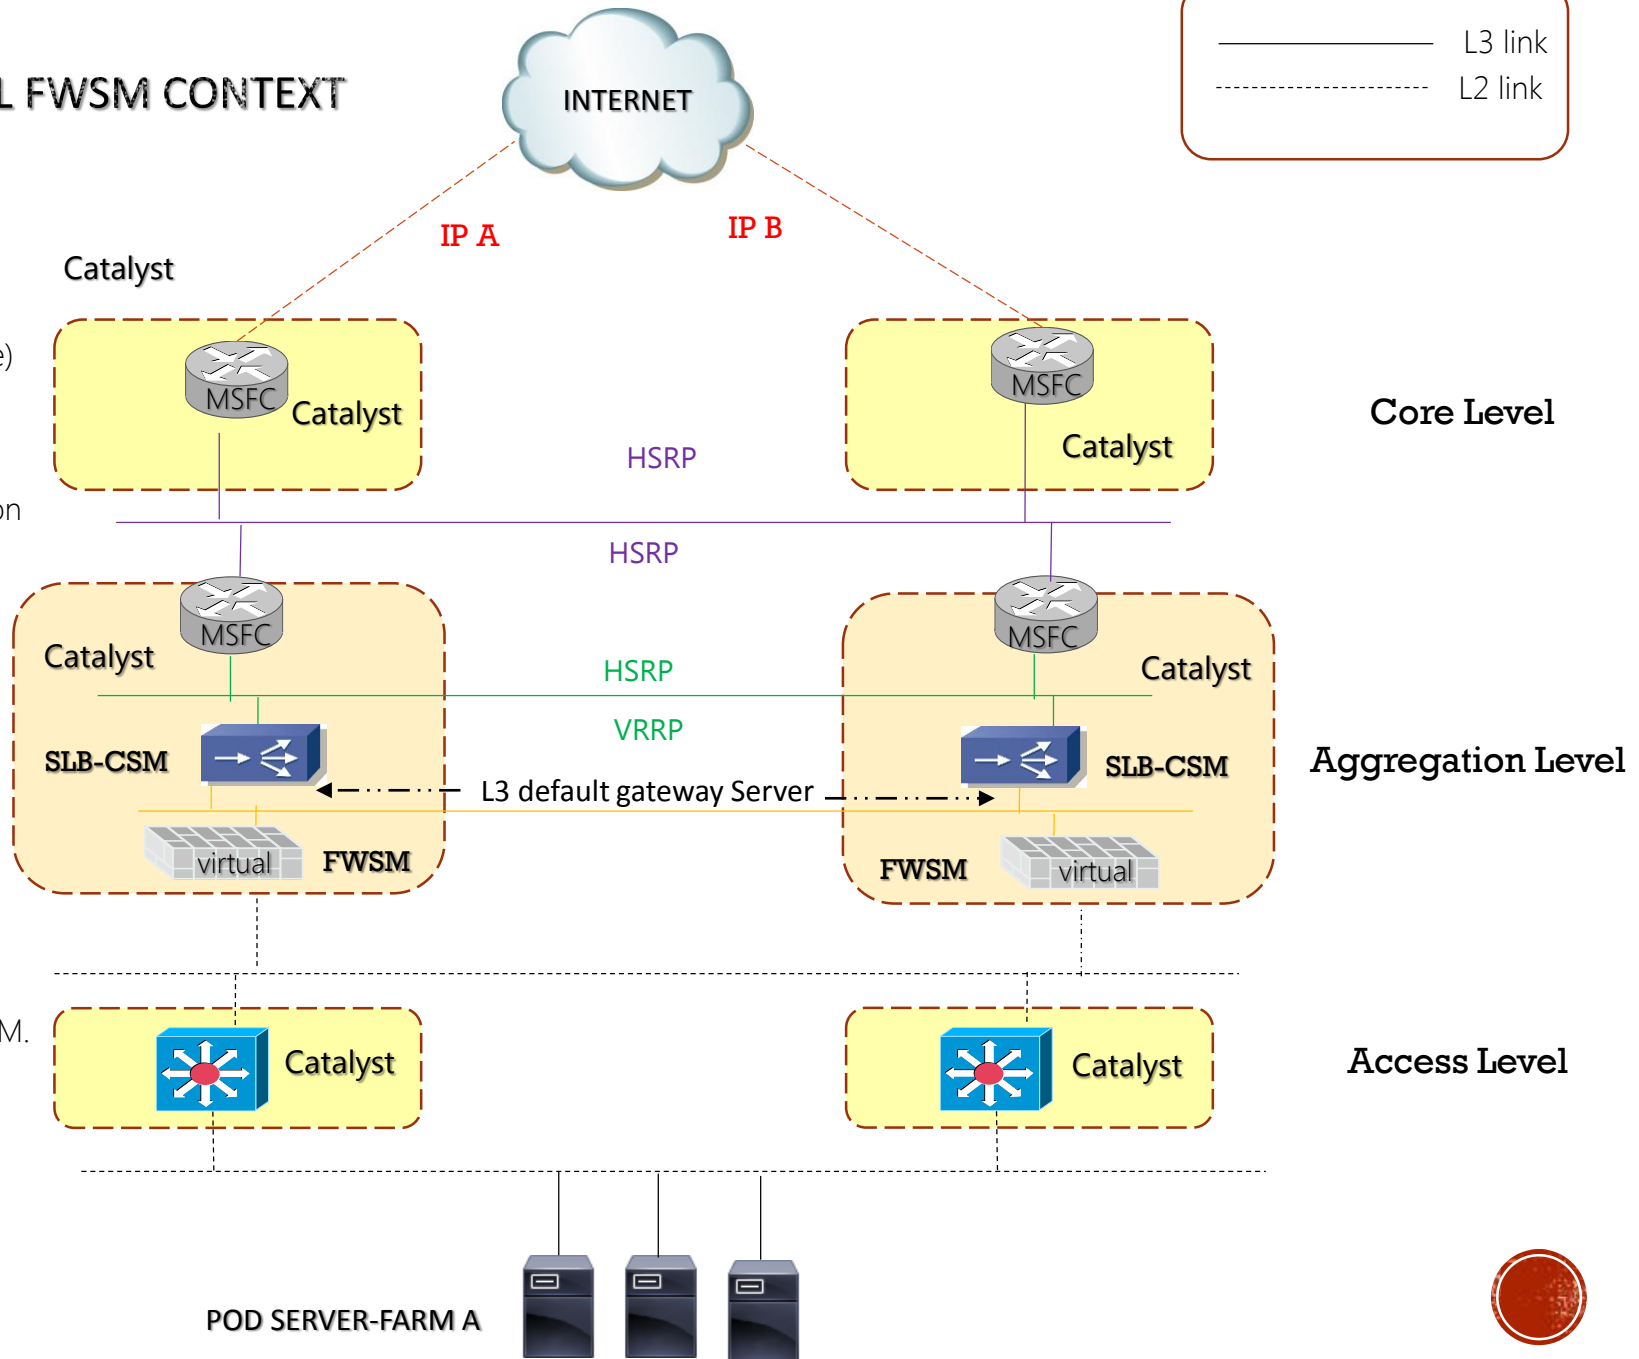 L FWSM CONTEXT
INTERNET
L3 link
L2 link
IP A
IP B
Catalyst
e)
MSFC
Catalyst
MSFC
Catalyst
Core Level
HSRP
on
HSRP
MSFC
Catalyst
MSFC
Catalyst
HSRP
VRRP
SLB-CSM
SLB-CSM
Aggregation Level
L3 default gateway Server
virtual
FWSM
FWSM
virtual
M.
Catalyst
Catalyst
Access Level
POD SERVER-FARM A